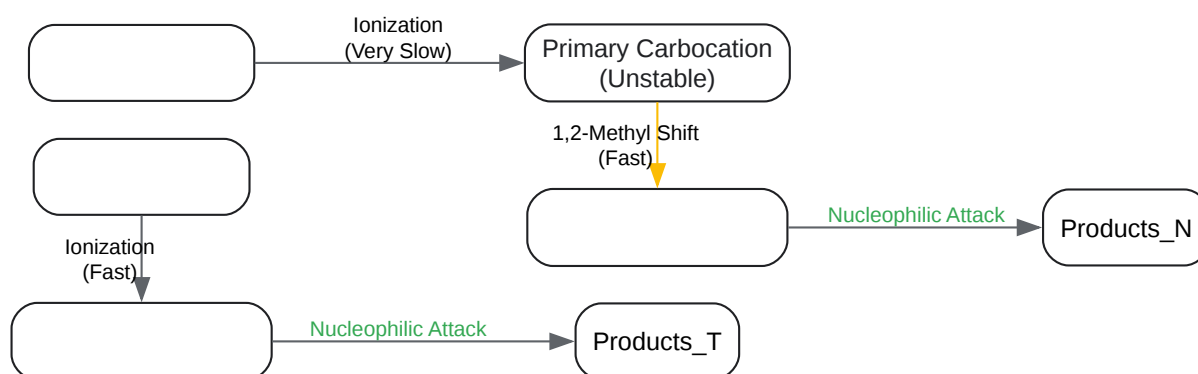 Ionization
(Very Slow)
Primary Carbocation
(Unstable)
1,2-Methyl Shift
(Fast)
Nucleophilic Attack
Products_N
Ionization
(Fast)
Nucleophilic Attack
Products_T